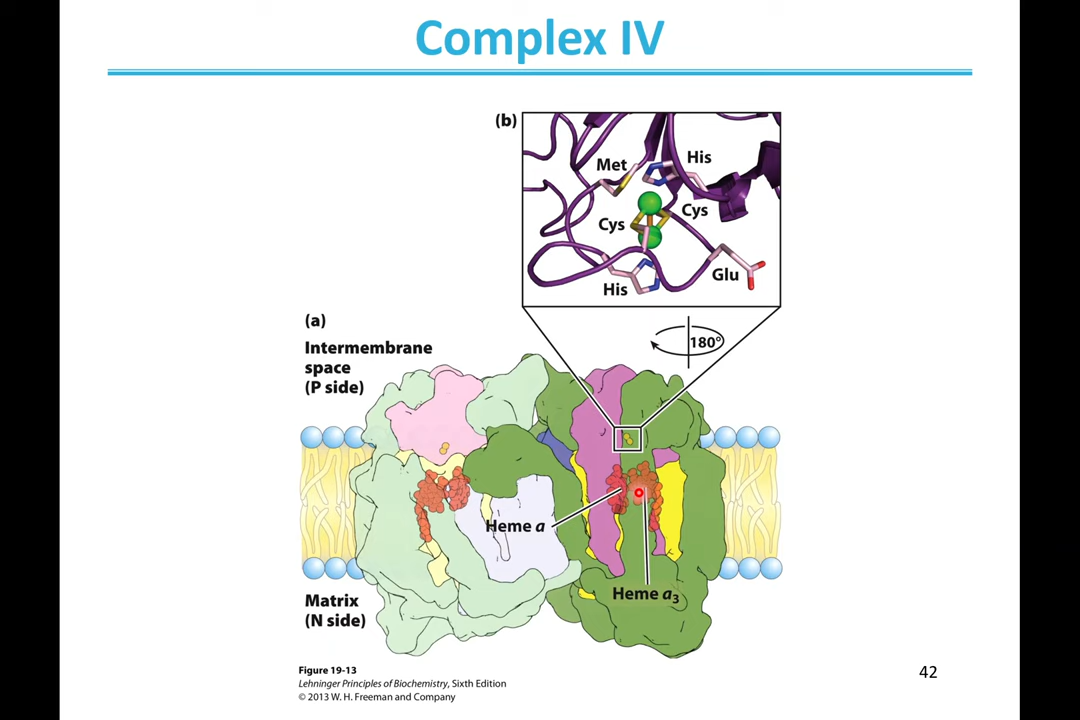 Complex IV
(b)
Met
His
Cys
Cys
Glu
His
180°
(a)
Intermembrane
space
(P side)
Heme a
Heme a₃
Matrix
(N side)
Figure 19-13
Lehninger Principles of Biochemistry, Sixth Edition
© 2013 W. H. Freeman and Company
42